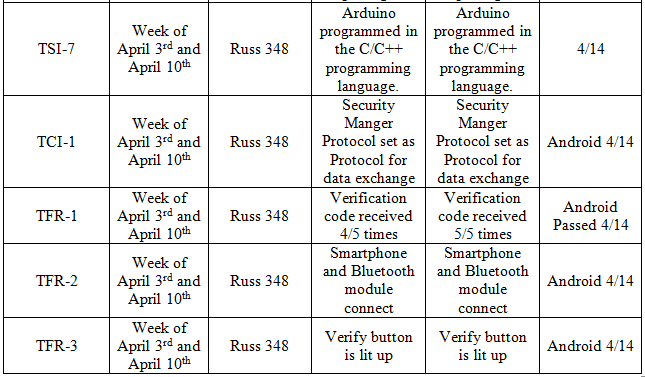 TSI-7
Week of
April 3rd and
April 10th
Russ 348
Arduino
programmed in
the C/C++
programming
language.
Arduino
programmed in
the C/C++
programming
language.
4/14
TCI-1
Week of
April 3rd and
April 10th
Russ 348
Security
Manger
Protocol set as
Protocol for
data exchange
Security
Manger
Protocol set as
Protocol for
data exchange
Android 4/14
TFR-1
Week of
April 3rd and
April 10th
Russ 348
Verification
code received
4/5 times
Verification
code received
5/5 times
Android
Passed 4/14
TFR-2
Week of
April 3rd and
April 10th
Russ 348
Smartphone
and Bluetooth
module
connect
Smartphone
and Bluetooth
module
connect
Android 4/14
TFR-3
Week of
April 3rd and
April 10th
Russ 348
Verify button
is lit up
Verify button
is lit up
Android 4/14